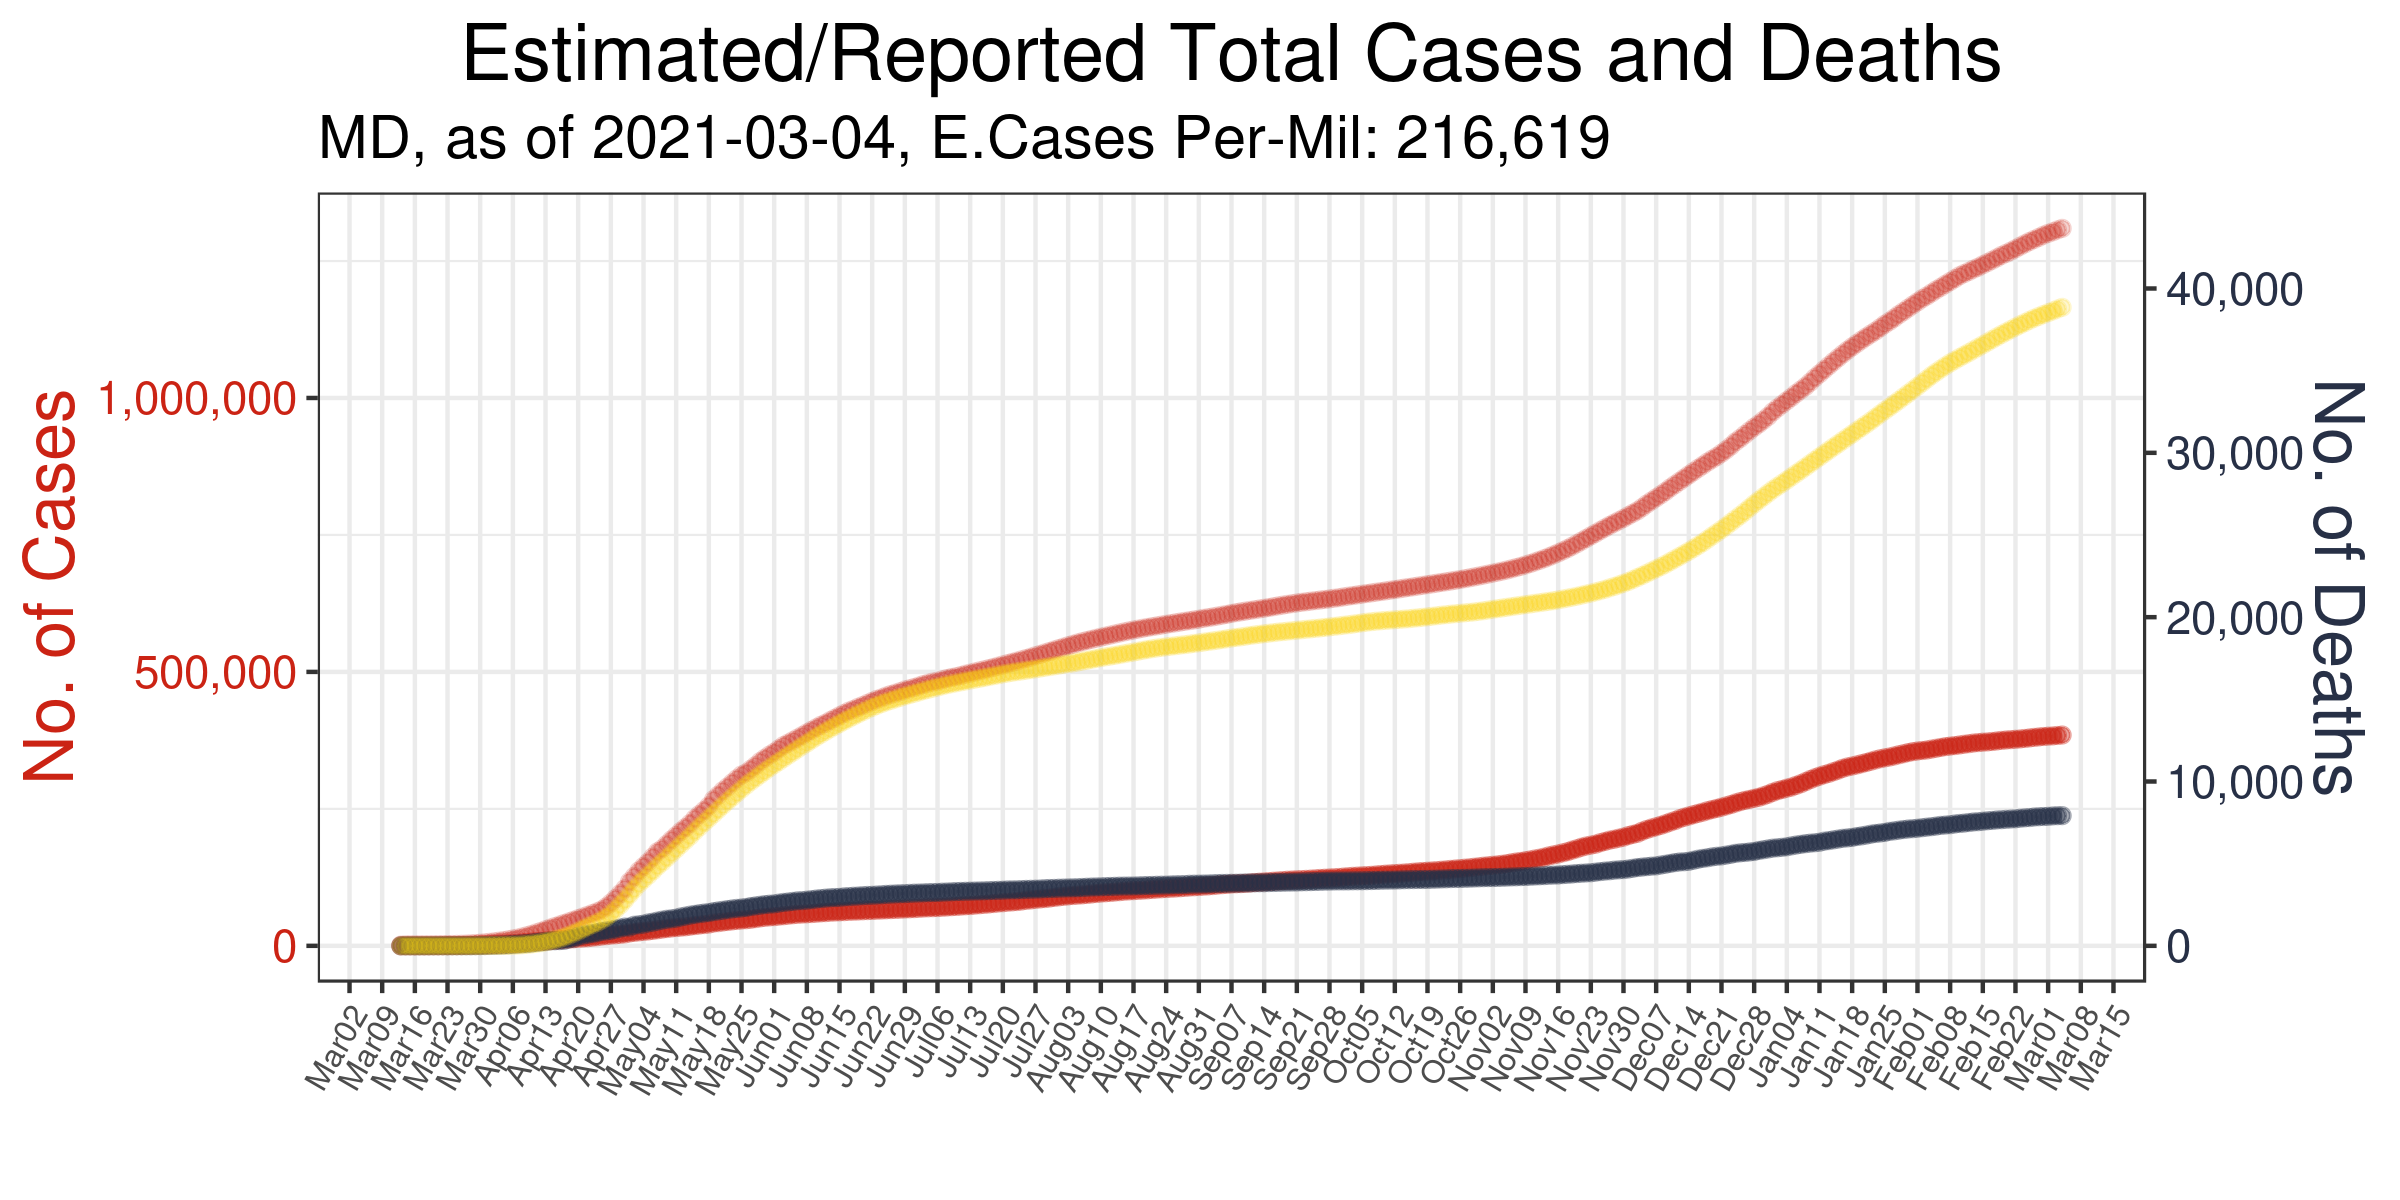 Estimated/Reported Total Cases and Deaths
MD, as of 2021-03-04, E.Cases Per-Mil: 216,619
No. of Cases
1,000,000
500,000
0
40,000
30,000
20,000
10,000
0
No. of Deaths
Mar02
Mar09
Mar16
Mar23
Mar30
Apr06
Apr13
Apr20
Apr27
May04
May11
May18
May25
Jun01
Jun08
Jun15
Jun22
Jun29
Jul06
Jul13
Jul20
Jul27
Aug03
Aug10
Aug17
Aug24
Aug31
Sep07
Sep14
Sep21
Sep28
Oct05
Oct12
Oct19
Oct26
Nov02
Nov09
Nov16
Nov23
Nov30
Dec07
Dec14
Dec21
Dec28
Jan04
Jan11
Jan18
Jan25
Feb01
Feb08
Feb15
Feb22
Mar01
Mar08
Mar15